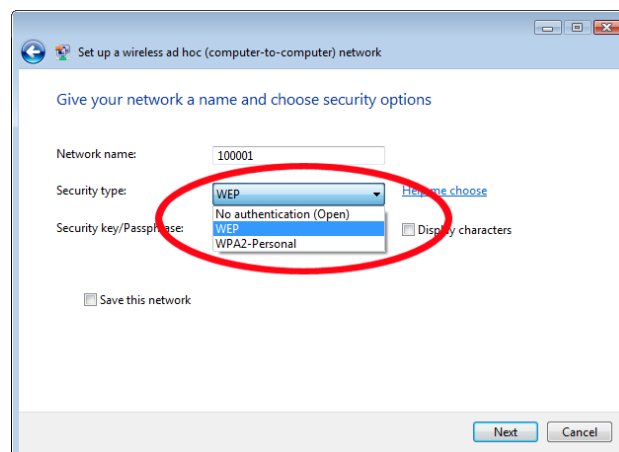 Set up a wireless ad hoc (computer-to-computer) network
Give your network a name and choose security options
Network name: 100001
Security type: WEP Help me choose
No authentication (Open)
Security key/Passphrase: WEP Display characters
WPA2-Personal
Save this network
Next Cancel